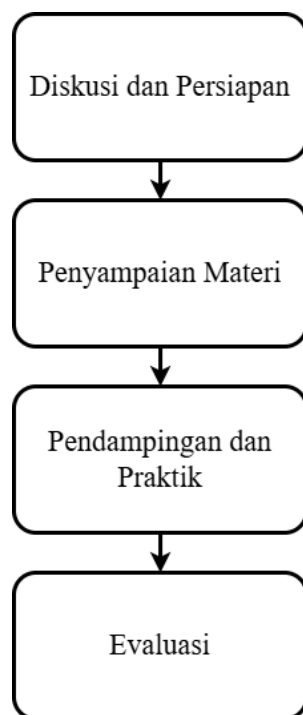 Diskusi dan Persiapan
Penyampaian Materi
Pendampingan dan
Praktik
Evaluasi